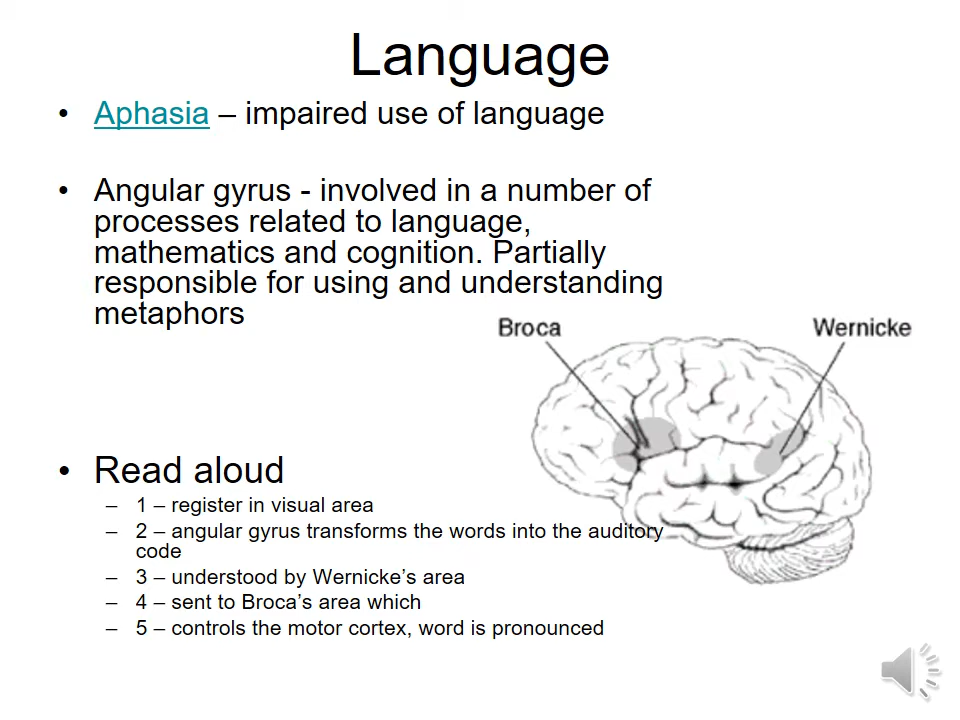 Language
• Aphasia – impaired use of language
• Angular gyrus - involved in a number of
processes related to language,
mathematics and cognition. Partially
responsible for using and understanding
metaphors
Broca
Wernicke
• Read aloud
– 1 – register in visual area
– 2 – angular gyrus transforms the words into the auditory
code
– 3 – understood by Wernicke's area
– 4 – sent to Broca's area which
– 5 – controls the motor cortex, word is pronounced